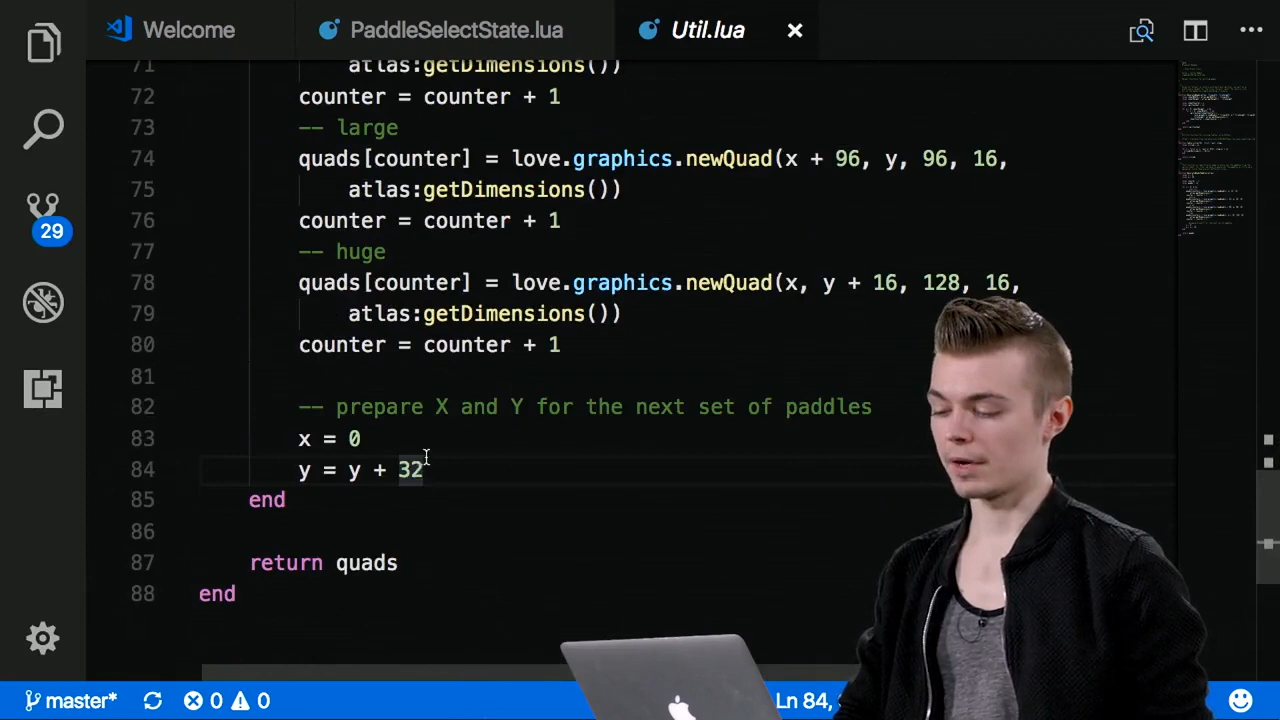 Welcome
PaddleSelectState.lua
Util.lua
71 atlas:getDimensions())
72 counter = counter + 1
73 -- large
74 quads[counter] = love.graphics.newQuad(x + 96, y, 96, 16,
75 atlas:getDimensions())
76 counter = counter + 1
77 -- huge
78 quads[counter] = love.graphics.newQuad(x, y + 16, 128, 16,
79 atlas:getDimensions())
80 counter = counter + 1
81
82 -- prepare X and Y for the next set of paddles
83 x = 0
84 y = y + 32
85 end
86
87 return quads
88 end
29
master* 0 0 Ln 84,